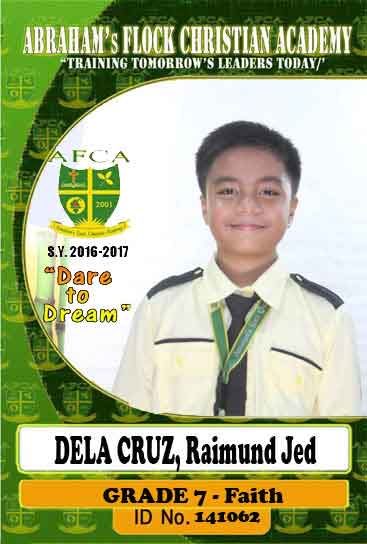 ABRAHAM's FLOCK CHRISTIAN ACADEMY
"TRAINING TOMORROW'S LEADERS TODAY!'
AFCA
2001
S.Y. 2016-2017
"Dare
to
Dream"
DELA CRUZ, Raimund Jed
GRADE 7 - Faith
ID No. 141062